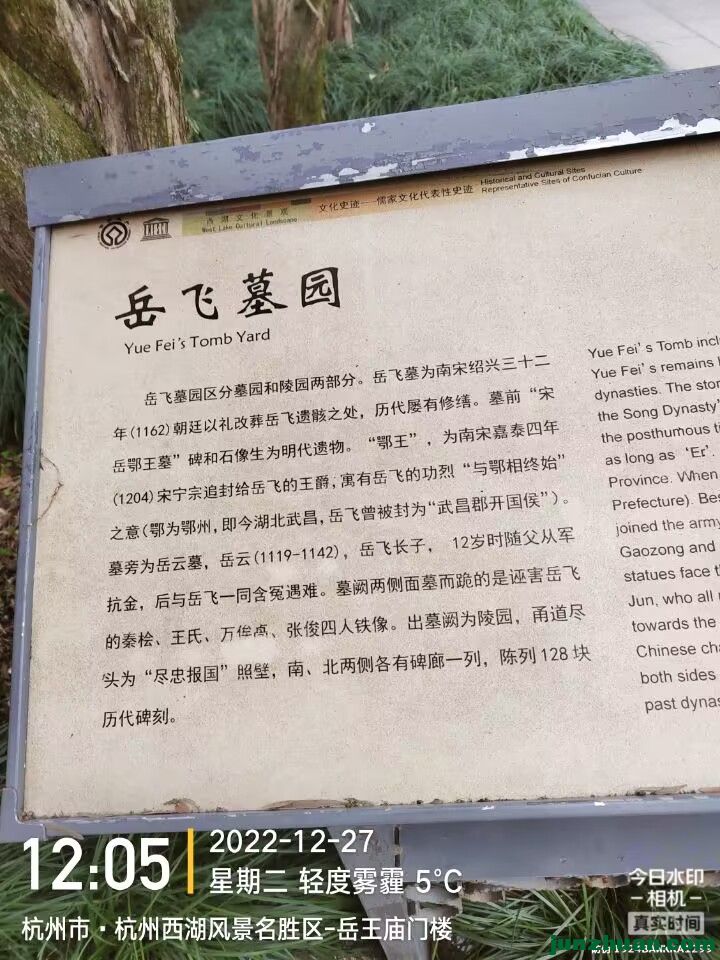 西湖文化景观
West Lake Cultural Landscape
文化史迹——儒家文化代表性史迹
Historical and Cultural Sites
Representative Sites of Confucian Culture
岳飞墓园
Yue Fei's Tomb Yard
岳飞墓园区分墓园和陵园两部分。岳飞墓为南宋绍兴三十二
年(1162)朝廷以礼改葬岳飞遗骸之处，历代屡有修缮。墓前“宋
岳鄂王墓”碑和石像生为明代遗物。“鄂王”，为南宋嘉泰四年
(1204)宋宁宗追封给岳飞的王爵，寓有岳飞的功烈“与鄂相终始”
之意(鄂为鄂州，即今湖北武昌，岳飞曾被封为“武昌郡开国侯”)。
墓旁为岳云墓，岳云(1119-1142)，岳飞长子， 12岁时随父从军
抗金，后与岳飞一同含冤遇难。墓阙两侧面墓而跪的是诬害岳飞
的秦桧、王氏、万俟卨、张俊四人铁像。出墓阙为陵园，甬道尽
头为“尽忠报国”照壁，南、北两侧各有碑廊一列，陈列128块
历代碑刻。
Yue Fei's Tomb
Yue Fei's remains
dynasties. The
the Song Dynasty'
the posthumous
as long as 'Er'.
Province. When
Prefecture).
joined the army
Gaozong and
statues face
Jun, who all
towards the
Chinese
both sides
past
12:05
2022-12-27
星期二 轻度雾霾 5℃
杭州市·杭州西湖风景名胜区-岳王庙门楼
今日水印
相机
真实时间